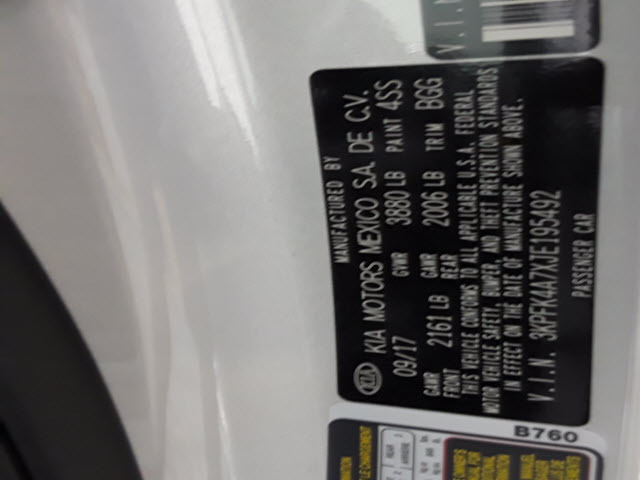 MANUFACTURED BY
KIA KIA MOTORS MEXICO S.A. DE C.V.
09/17 GVWR 3880 LB PAINT 4SS
GAWR FRONT 2161 LB GAWR REAR 2006 LB TRIM BGG
THIS VEHICLE CONFORMS TO ALL APPLICABLE U.S.A. FEDERAL
MOTOR VEHICLE SAFETY, BUMPER, AND THEFT PREVENTION STANDARDS
IN EFFECT ON THE DATE OF MANUFACTURE SHOWN ABOVE.
V.I.N. 3KPFK4A7XJE195492
PASSENGER CAR
V.I.N.
B760